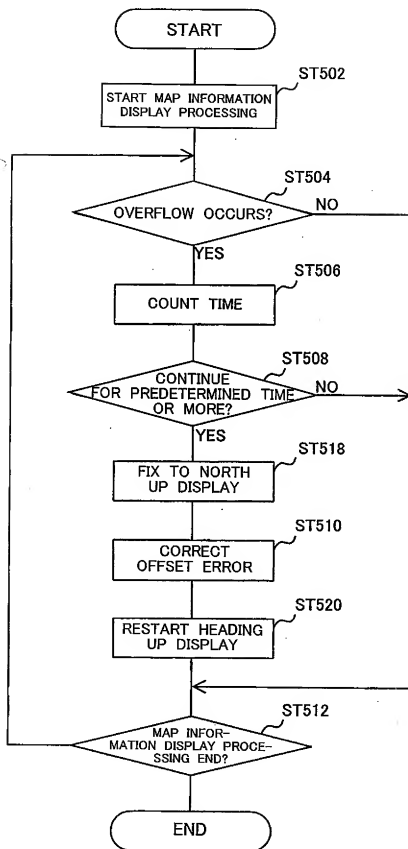 START
ST502
START MAP INFORMATION
DISPLAY PROCESSING
ST504
OVERFLOW OCCURS?
NO
YES
ST506
COUNT TIME
ST508
CONTINUE
FOR PREDETERMINED TIME
OR MORE?
NO
YES
ST518
FIX TO NORTH
UP DISPLAY
ST510
CORRECT
OFFSET ERROR
ST520
RESTART HEADING
UP DISPLAY
ST512
MAP INFOR-
MATION DISPLAY PROCE-
SSING END?
END